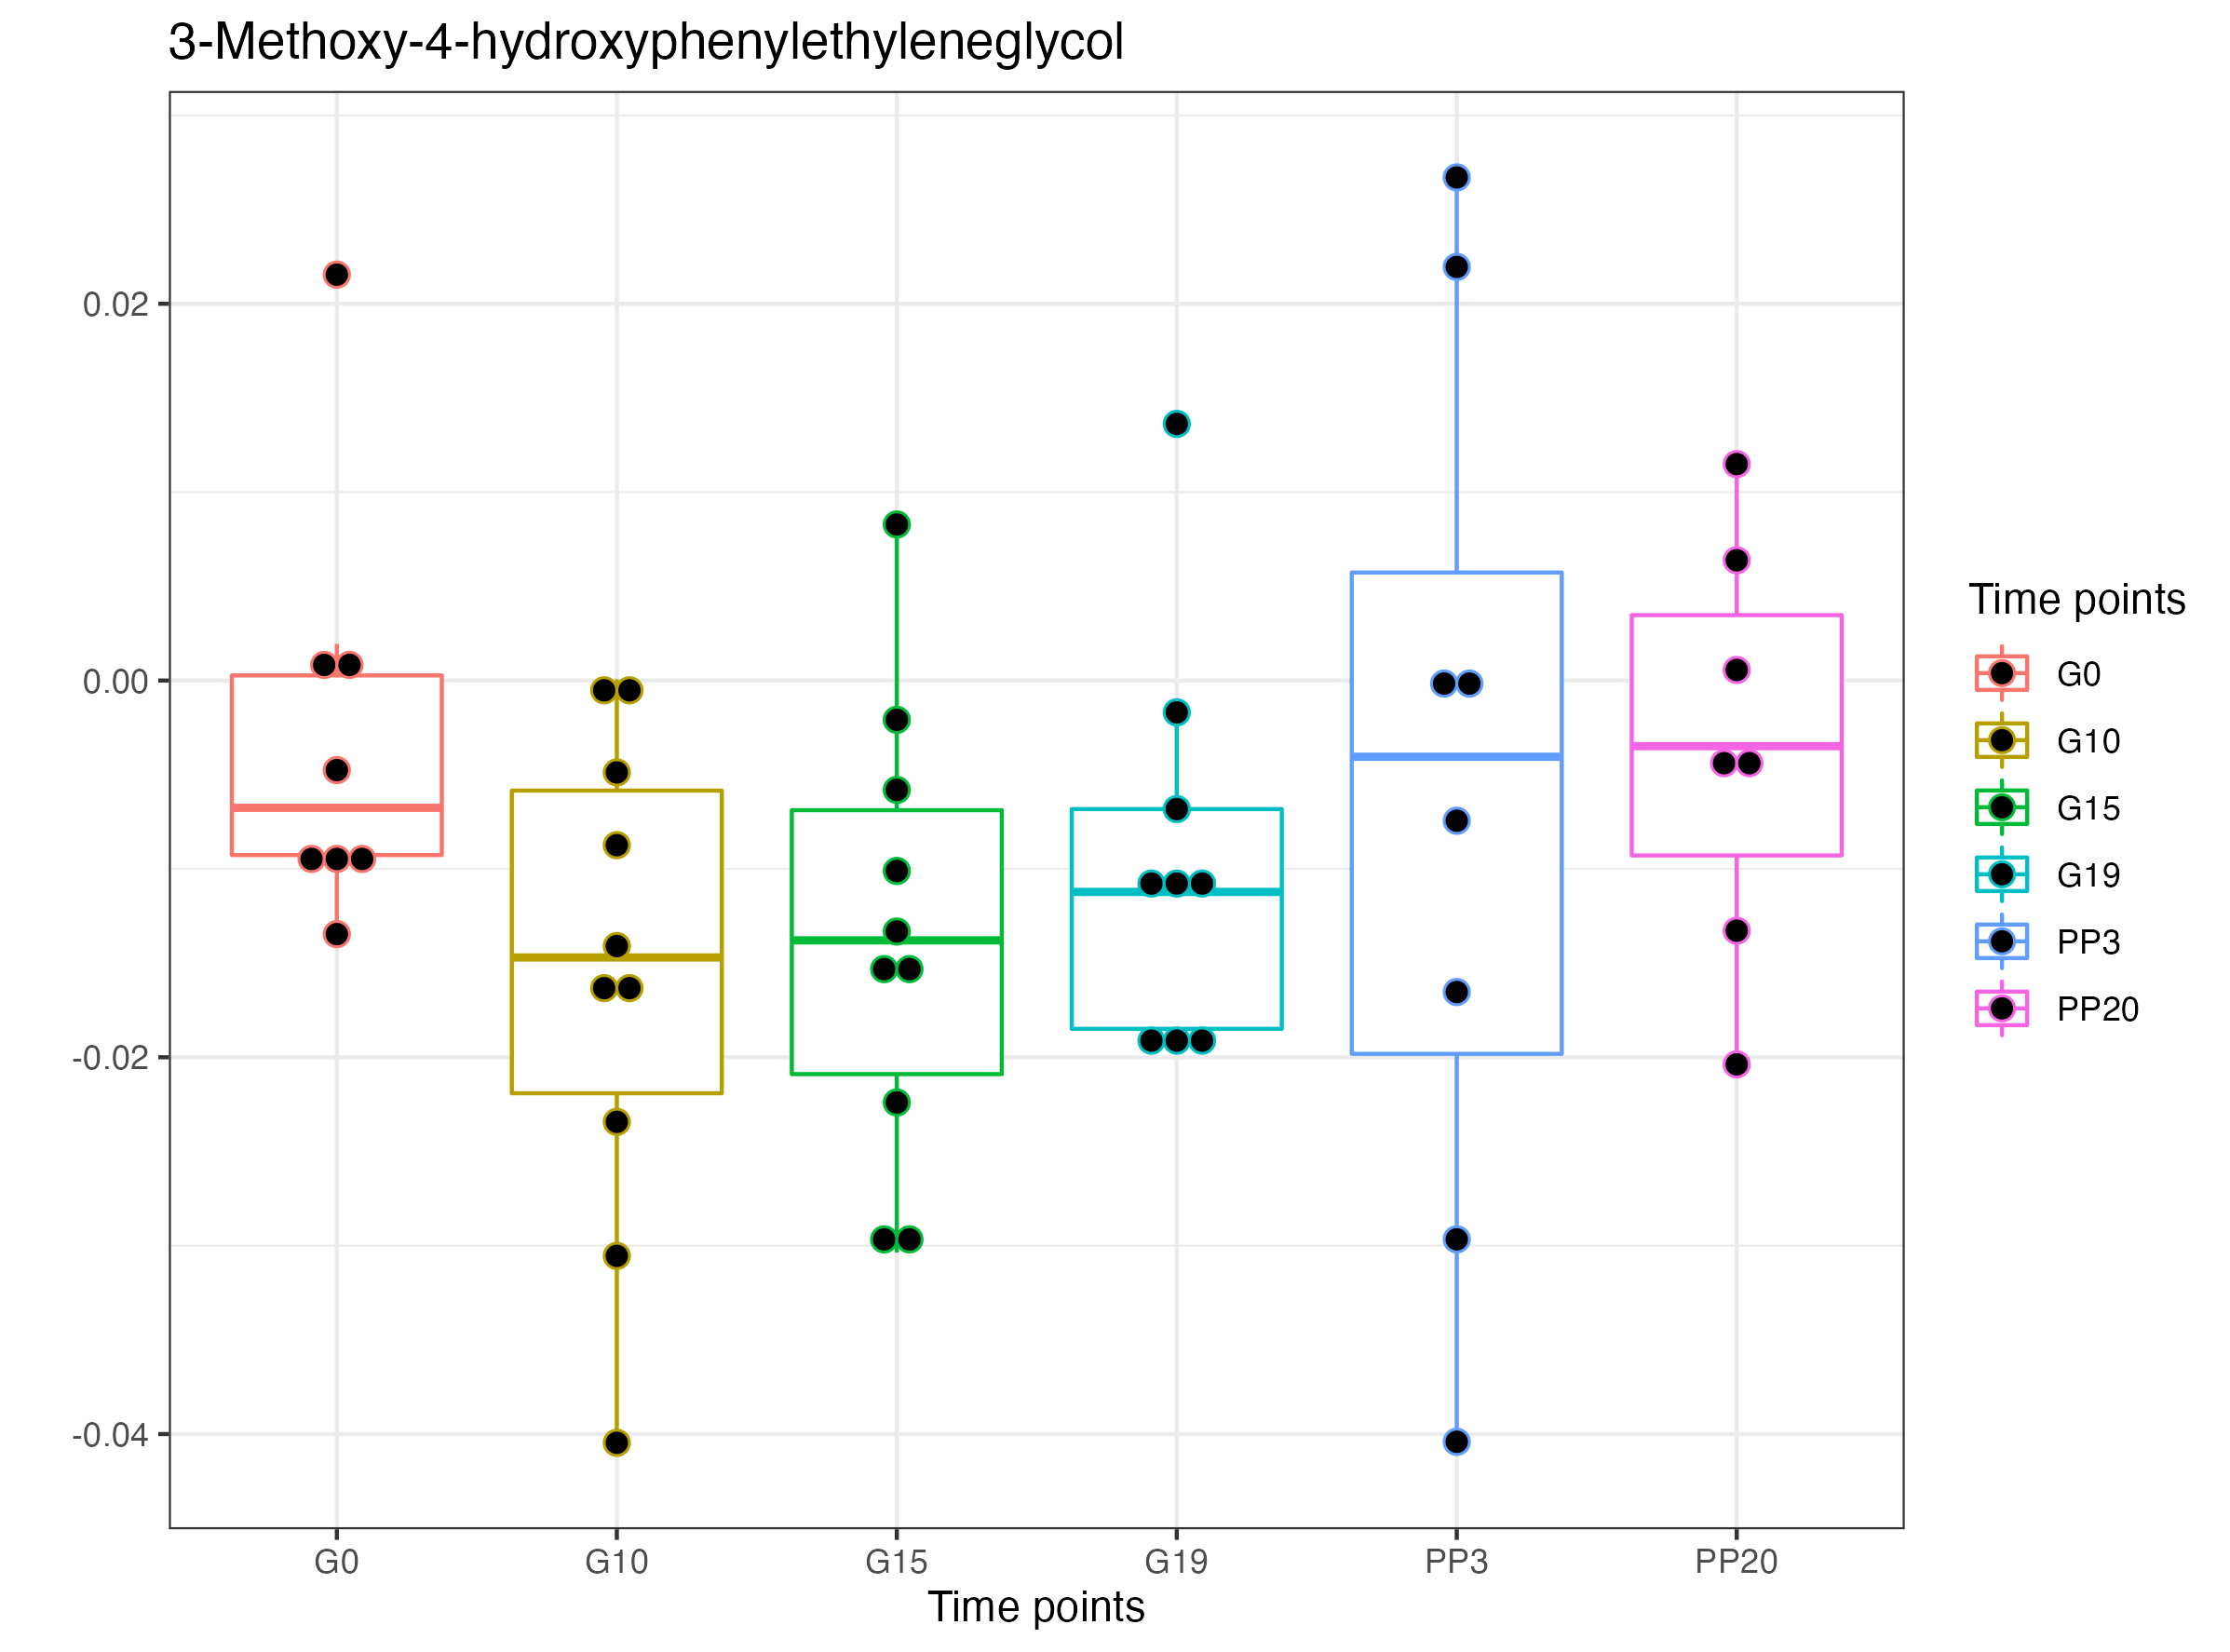 3-Methoxy-4-hydroxyphenylethyleneglycol
0.02
0.00
-0.02
-0.04
G0 G10 G15 G19 PP3 PP20
Time points
Time points
G0
G10
G15
G19
PP3
PP20